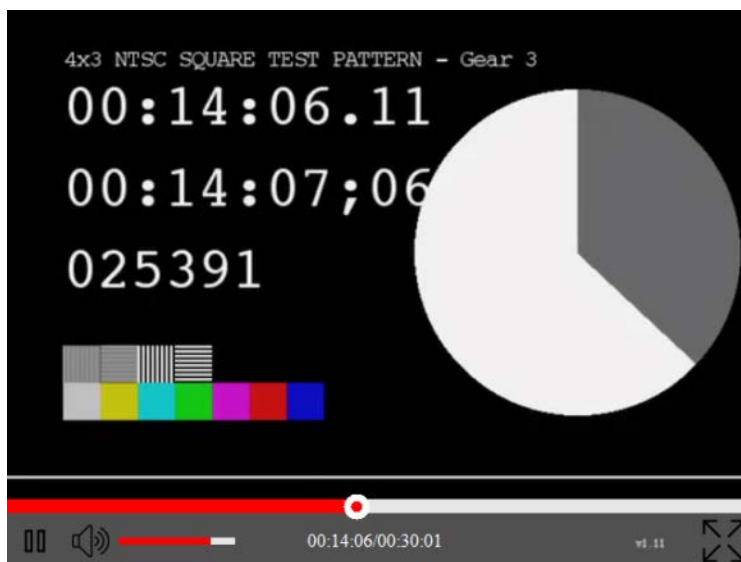 4x3 NTSC SQUARE TEST PATTERN - Gear 3
00:14:06.11
00:14:07;06
025391
00:14:06/00:30:01
v1.11